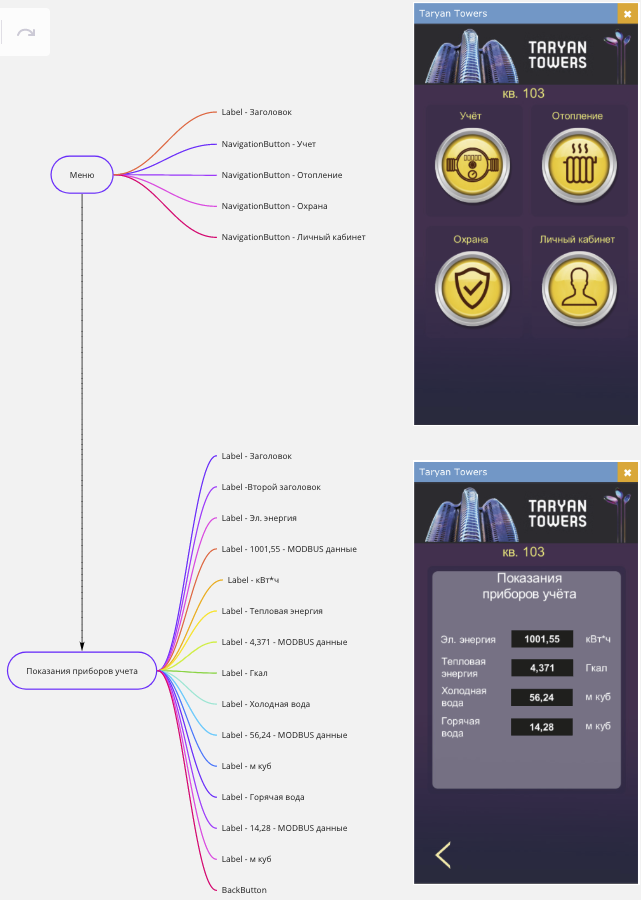 Меню
Label - Заголовок
NavigationButton - Учет
NavigationButton - Отопление
NavigationButton - Охрана
NavigationButton - Личный кабинет
Taryan Towers
TARYAN
TOWERS
кв. 103
Учёт
Отопление
Охрана
Личный кабинет
Показания приборов учета
Label - Заголовок
Label -Второй заголовок
Label - Эл. энергия
Label - 1001,55 - MODBUS данные
Label - кВт*ч
Label - Тепловая энергия
Label - 4,371 - MODBUS данные
Label - Гкал
Label - Холодная вода
Label - 56,24 - MODBUS данные
Label - м куб
Label - Горячая вода
Label - 14,28 - MODBUS данные
Label - м куб
BackButton
Taryan Towers
TARYAN
TOWERS
кв. 103
Показания
приборов учёта
Эл. энергия 1001,55 кВт*ч
Тепловая
энергия 4,371 Гкал
Холодная
вода 56,24 м куб
Горячая
вода 14,28 м куб